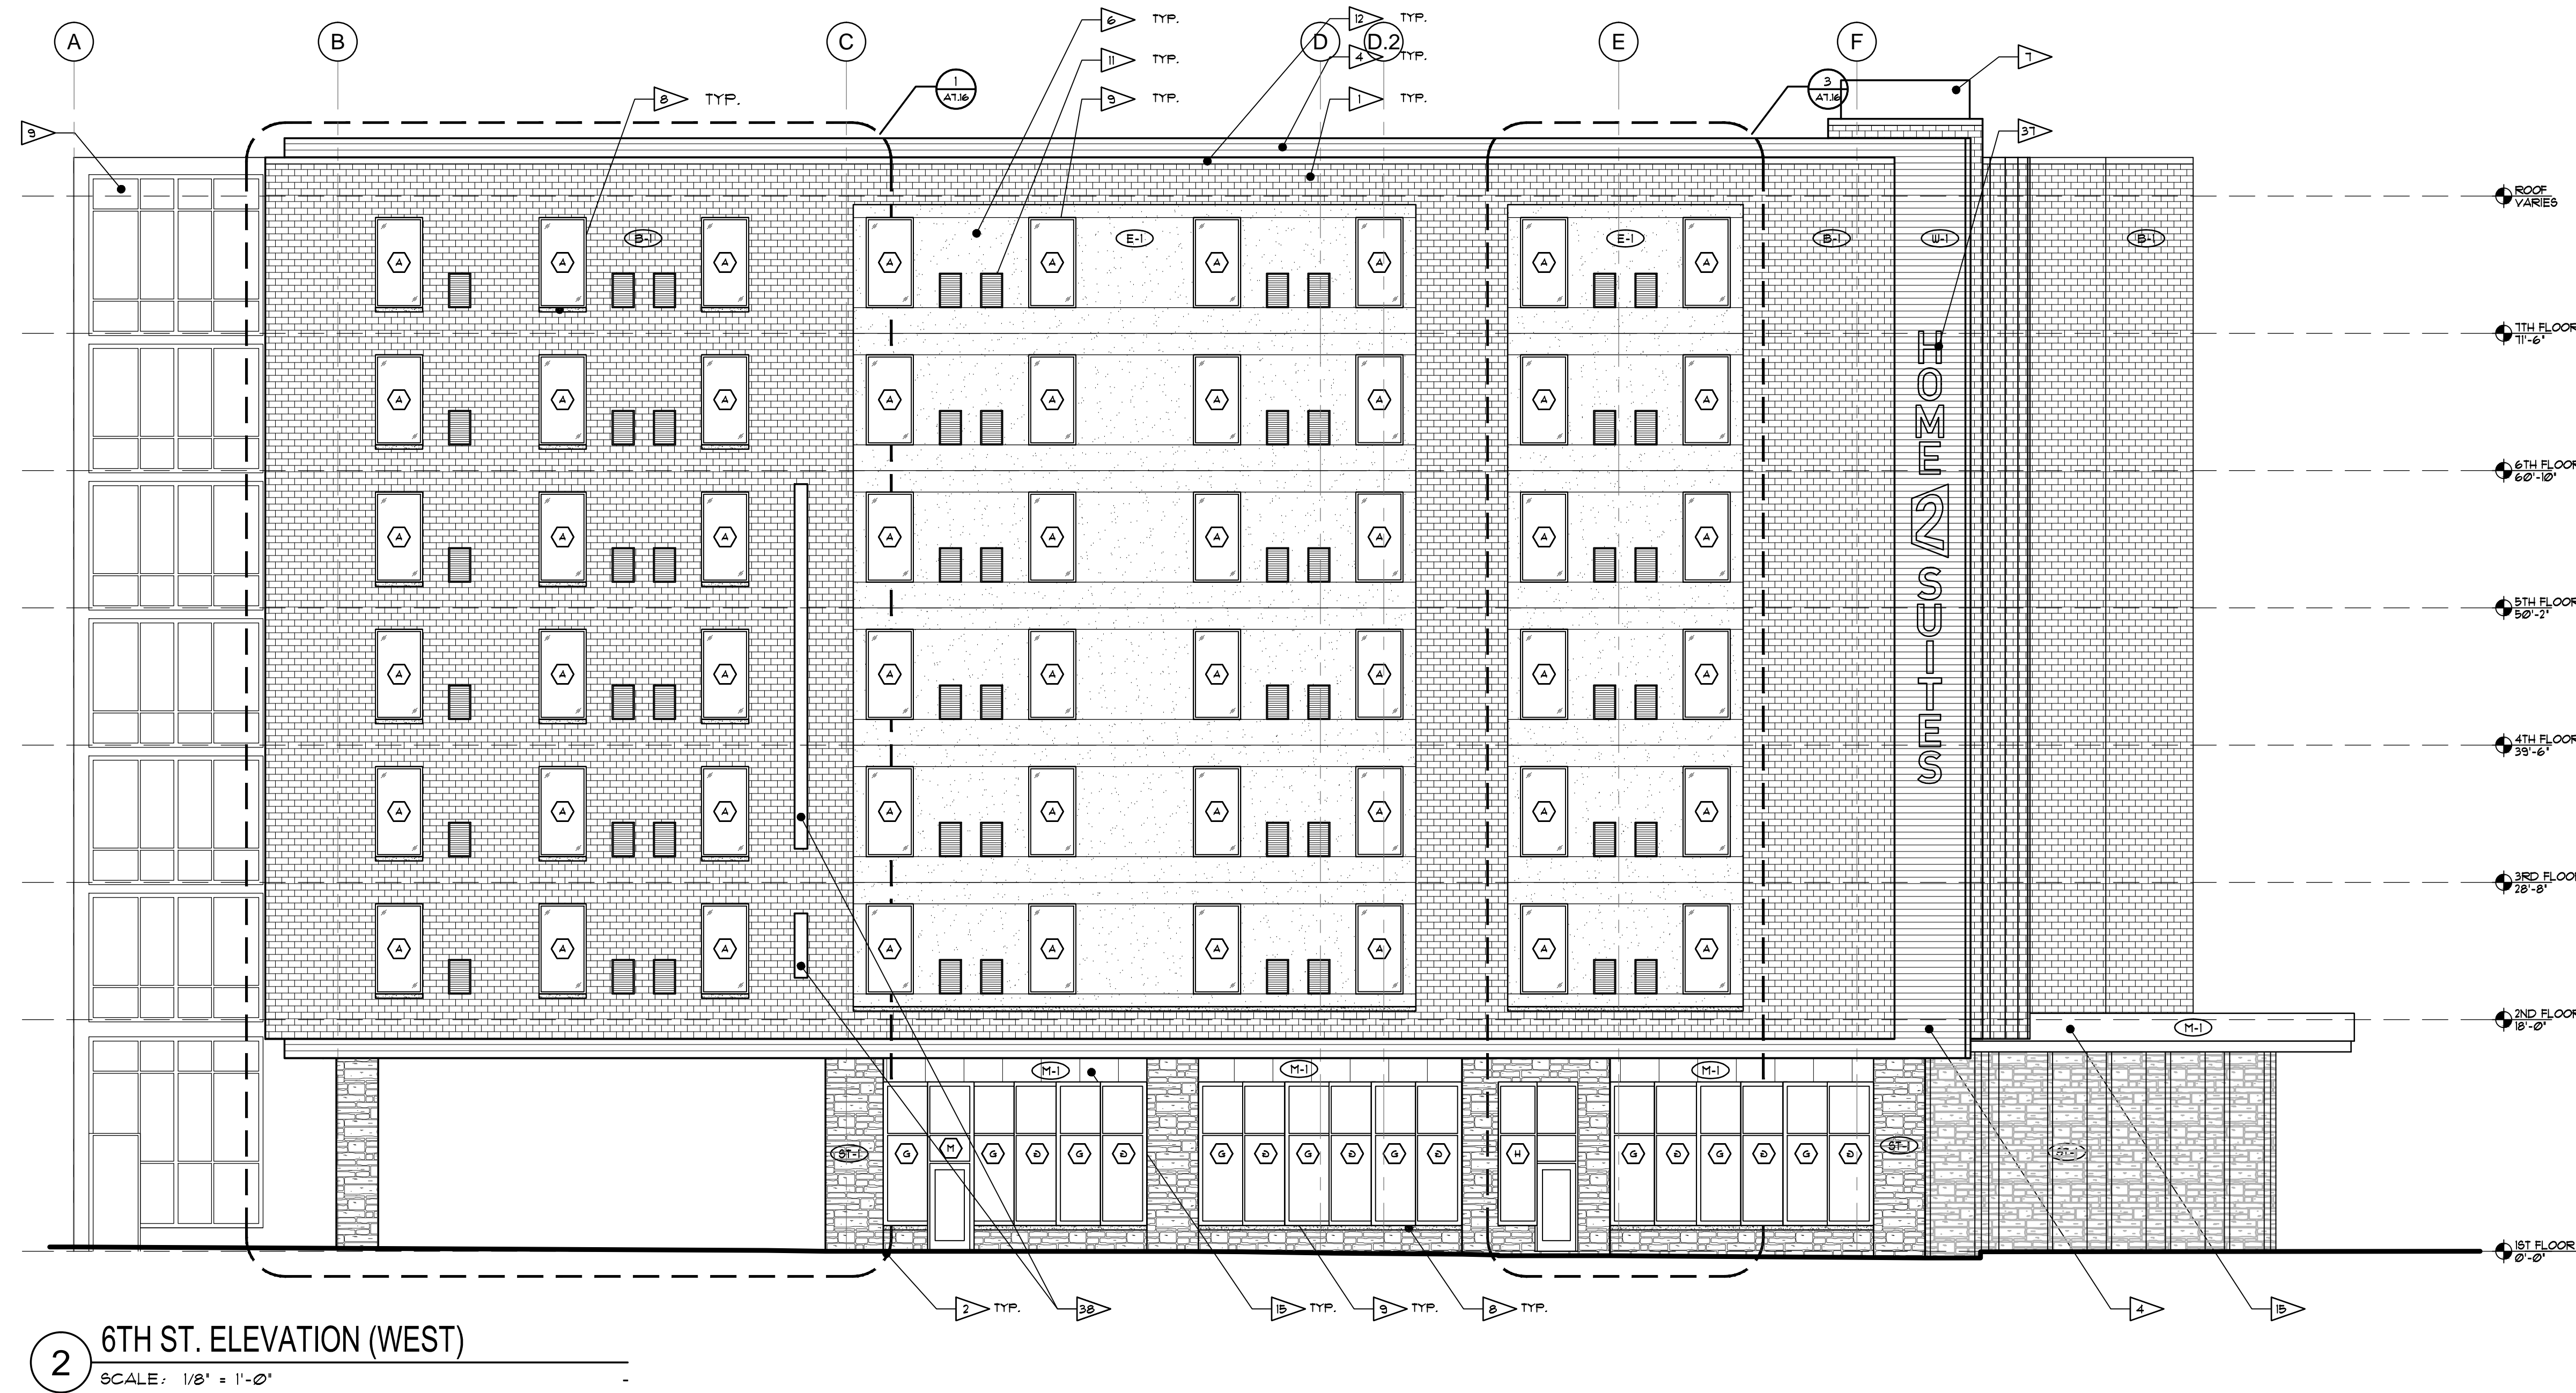 A
B
C
D
D.2
E
F
6 TYP.
11 TYP.
9 TYP.
12 TYP.
4 TYP.
1 TYP.
8 TYP.
1
A7.16
3
A7.16
7
37
9
ROOF
VARIES
B-1
E-1
E-1
B-1
W-1
B-1
A A A A A A A A A
7TH FLOOR
71'-6"
A A A A A A A A A
6TH FLOOR
60'-10"
A A A A A A A A A
5TH FLOOR
50'-2"
A A A A A A A A A
4TH FLOOR
39'-6"
A A A A A A A A A
3RD FLOOR
28'-8"
A A A A A A A A A
2ND FLOOR
18'-0"
HOME 2 SUITES
M-1
M-1
M-1
M-1
ST-1
G M G G G G
G G G G G G
H
G G G G G G
ST-1
ST-1
1ST FLOOR
0'-0"
2 TYP.
38
15 TYP.
9 TYP.
8 TYP.
4
15
2
6TH ST. ELEVATION (WEST)
SCALE: 1/8" = 1'-0"
-